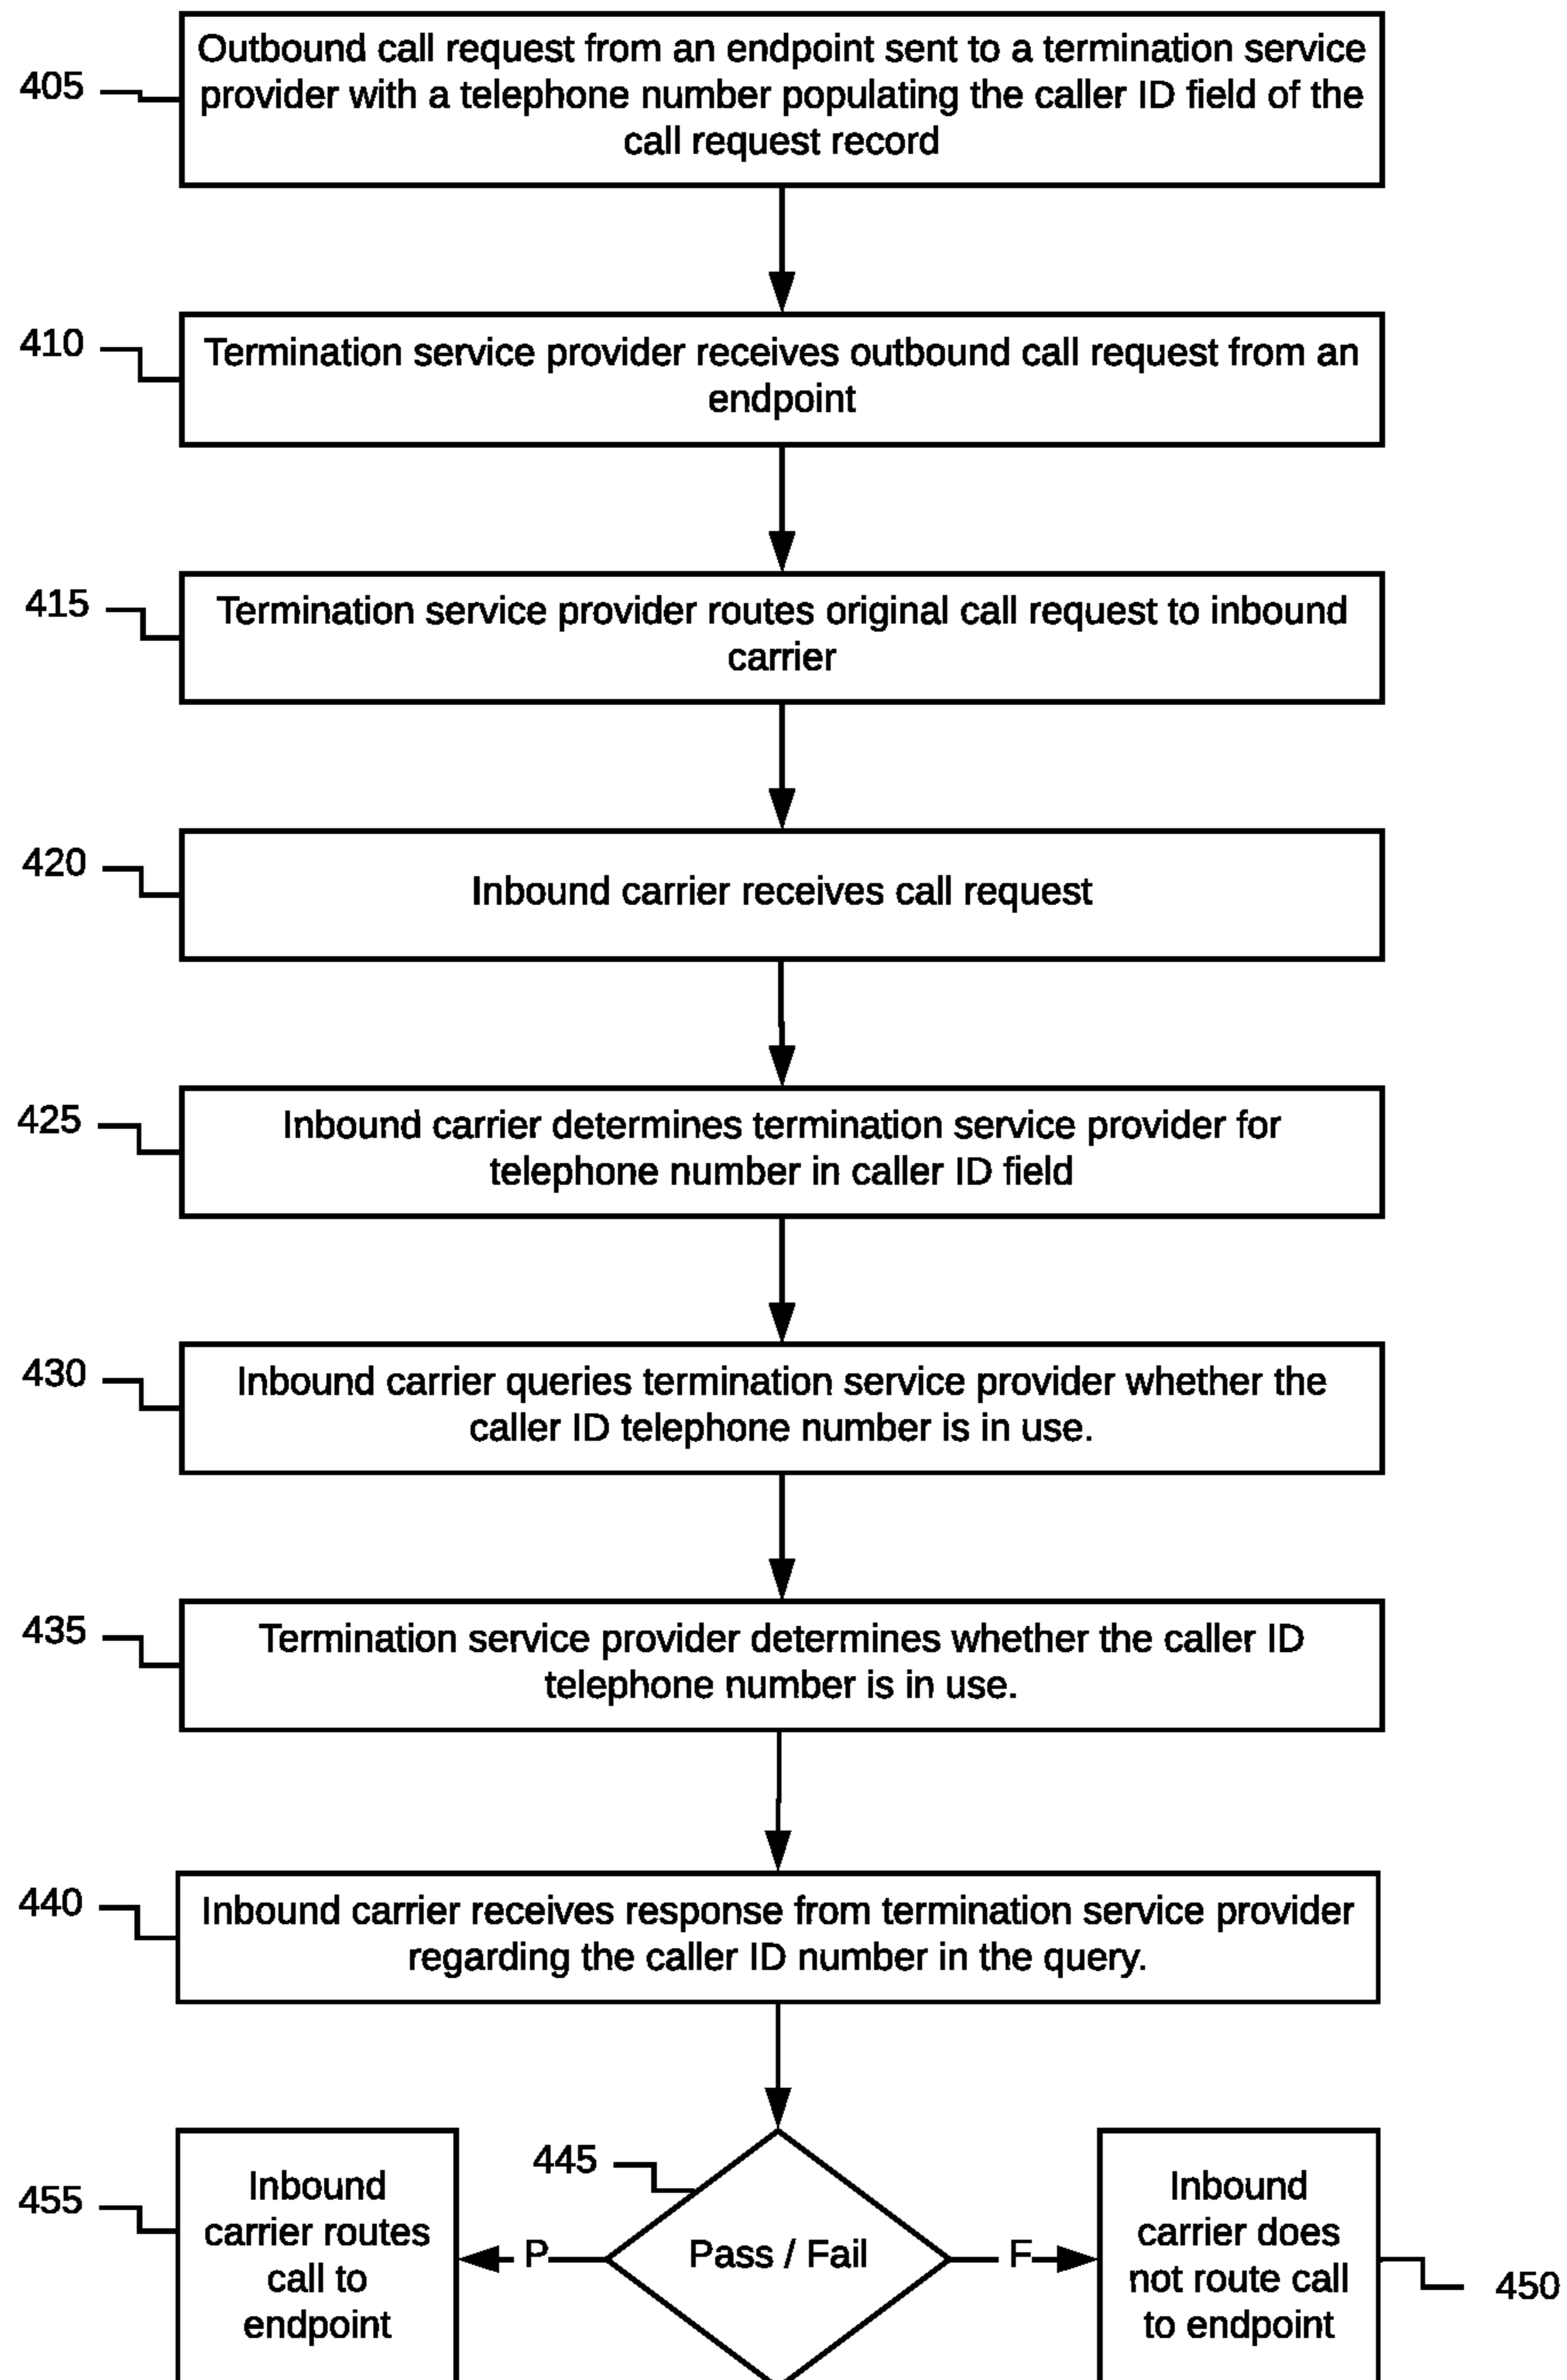 405
Outbound call request from an endpoint sent to a termination service
provider with a telephone number populating the caller ID field of the
call request record
410
Termination service provider receives outbound call request from an
endpoint
415
Termination service provider routes original call request to inbound
carrier
420
Inbound carrier receives call request
425
Inbound carrier determines termination service provider for
telephone number in caller ID field
430
Inbound carrier queries termination service provider whether the
caller ID telephone number is in use.
435
Termination service provider determines whether the caller ID
telephone number is in use.
440
Inbound carrier receives response from termination service provider
regarding the caller ID number in the query.
445
455
Inbound
carrier routes
call to
endpoint
P
Pass / Fail
F
Inbound
carrier does
not route call
to endpoint
450